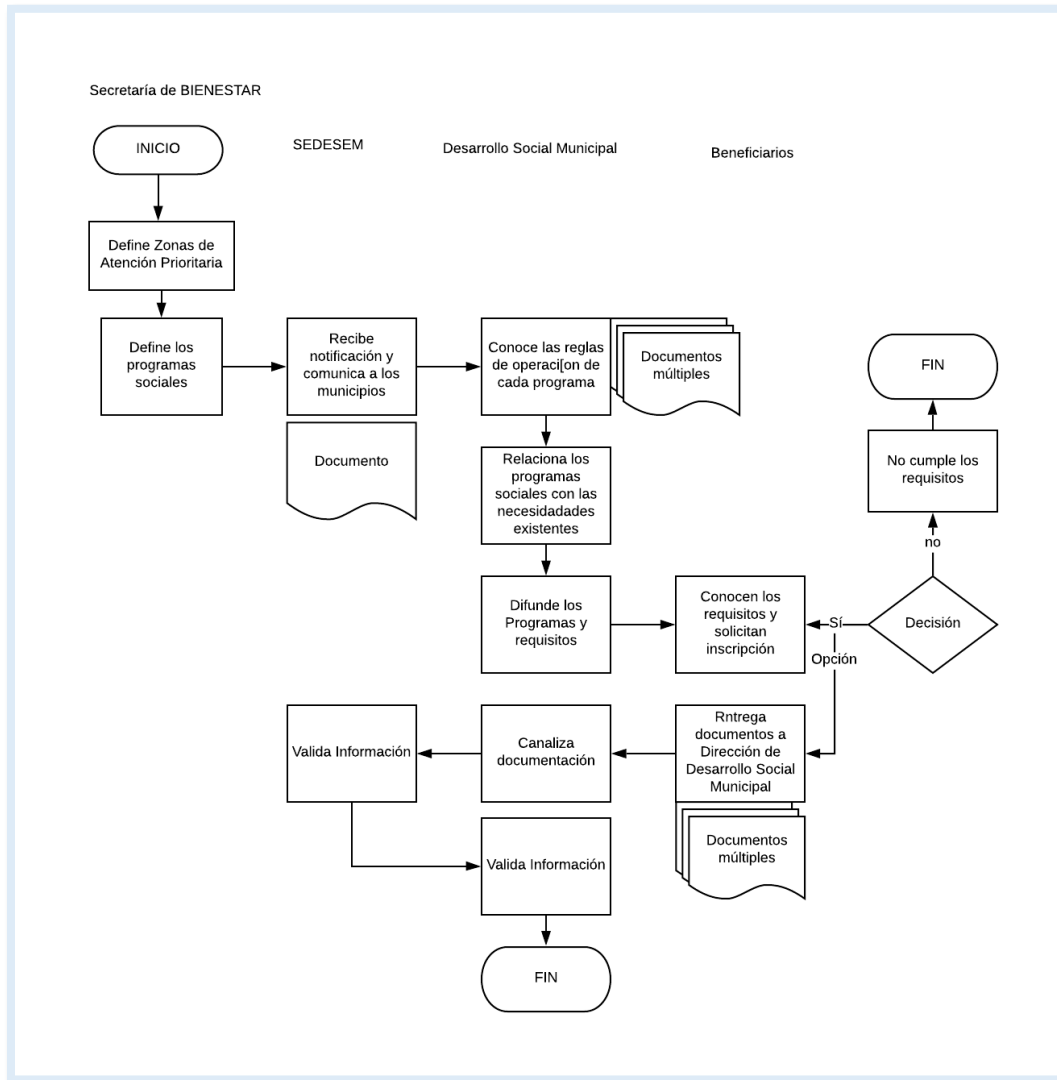 Secretaría de BIENESTAR
INICIO
SEDESEM
Desarrollo Social Municipal
Beneficiarios
Define Zonas de
Atención Prioritaria
Define los
programas
sociales
Recibe
notificación y
comunica a los
municipios
Documento
Conoce las reglas
de operaci[on de
cada programa
Documentos
múltiples
FIN
No cumple los
requisitos
no
Decisión
Sí
Opción
Relaciona los
programas
sociales con las
necesidadades
existentes
Difunde los
Programas y
requisitos
Conocen los
requisitos y
solicitan
inscripción
Valida Información
Canaliza
documentación
Rntrega
documentos a
Dirección de
Desarrollo Social
Municipal
Documentos
múltiples
Valida Información
FIN